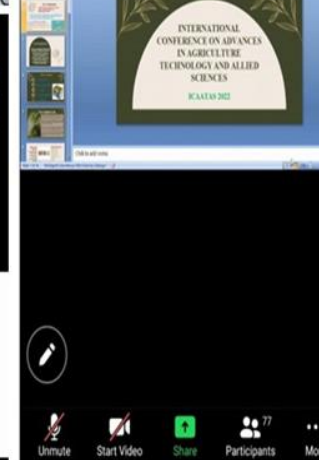 INTERNATIONAL
CONFERENCE ON ADVANCES
IN AGRICULTURE
TECHNOLOGY AND ALLIED
SCIENCES
ICAATAS 2022
Click to add notes
77
Unmute Start Video Share Participants Mo